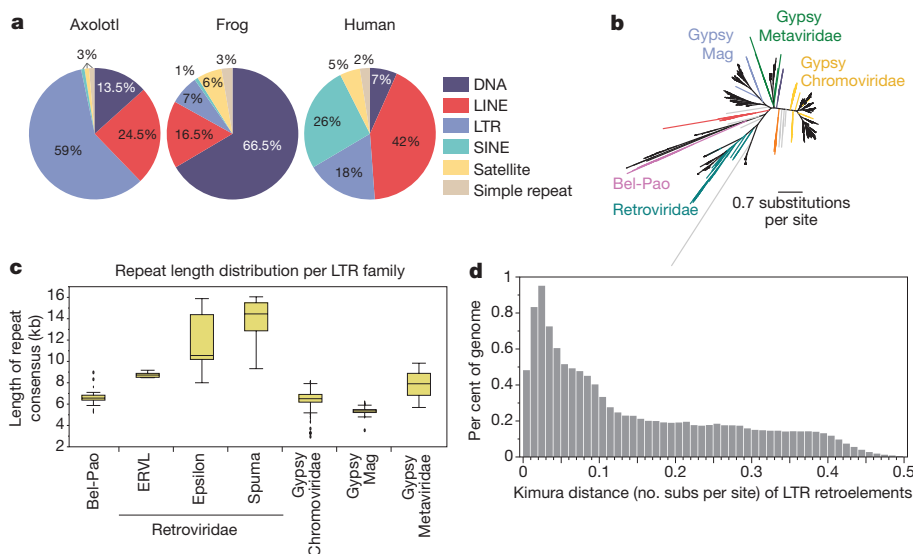 a
Axolotl
Frog
Human
3%
13.5%
24.5%
59%
1%
3%
6%
7%
16.5%
66.5%
5%
2%
7%
26%
42%
18%
DNA
LINE
LTR
SINE
Satellite
Simple repeat
b
Gypsy
Mag
Gypsy
Metaviridae
Gypsy
Chromoviridae
Bel-Pao
Retroviridae
0.7 substitutions
per site
c
Repeat length distribution per LTR family
Length of repeat
consensus (kb)
16
14
12
10
8
6
4
2
Bel-Pao
ERVL
Epsilon
Spuma
Gypsy
Chromoviridae
Gypsy
Mag
Gypsy
Metaviridae
Retroviridae
d
Per cent of genome
1
0.8
0.6
0.4
0.2
0
0
0.1
0.2
0.3
0.4
0.5
Kimura distance (no. subs per site) of LTR retroelements